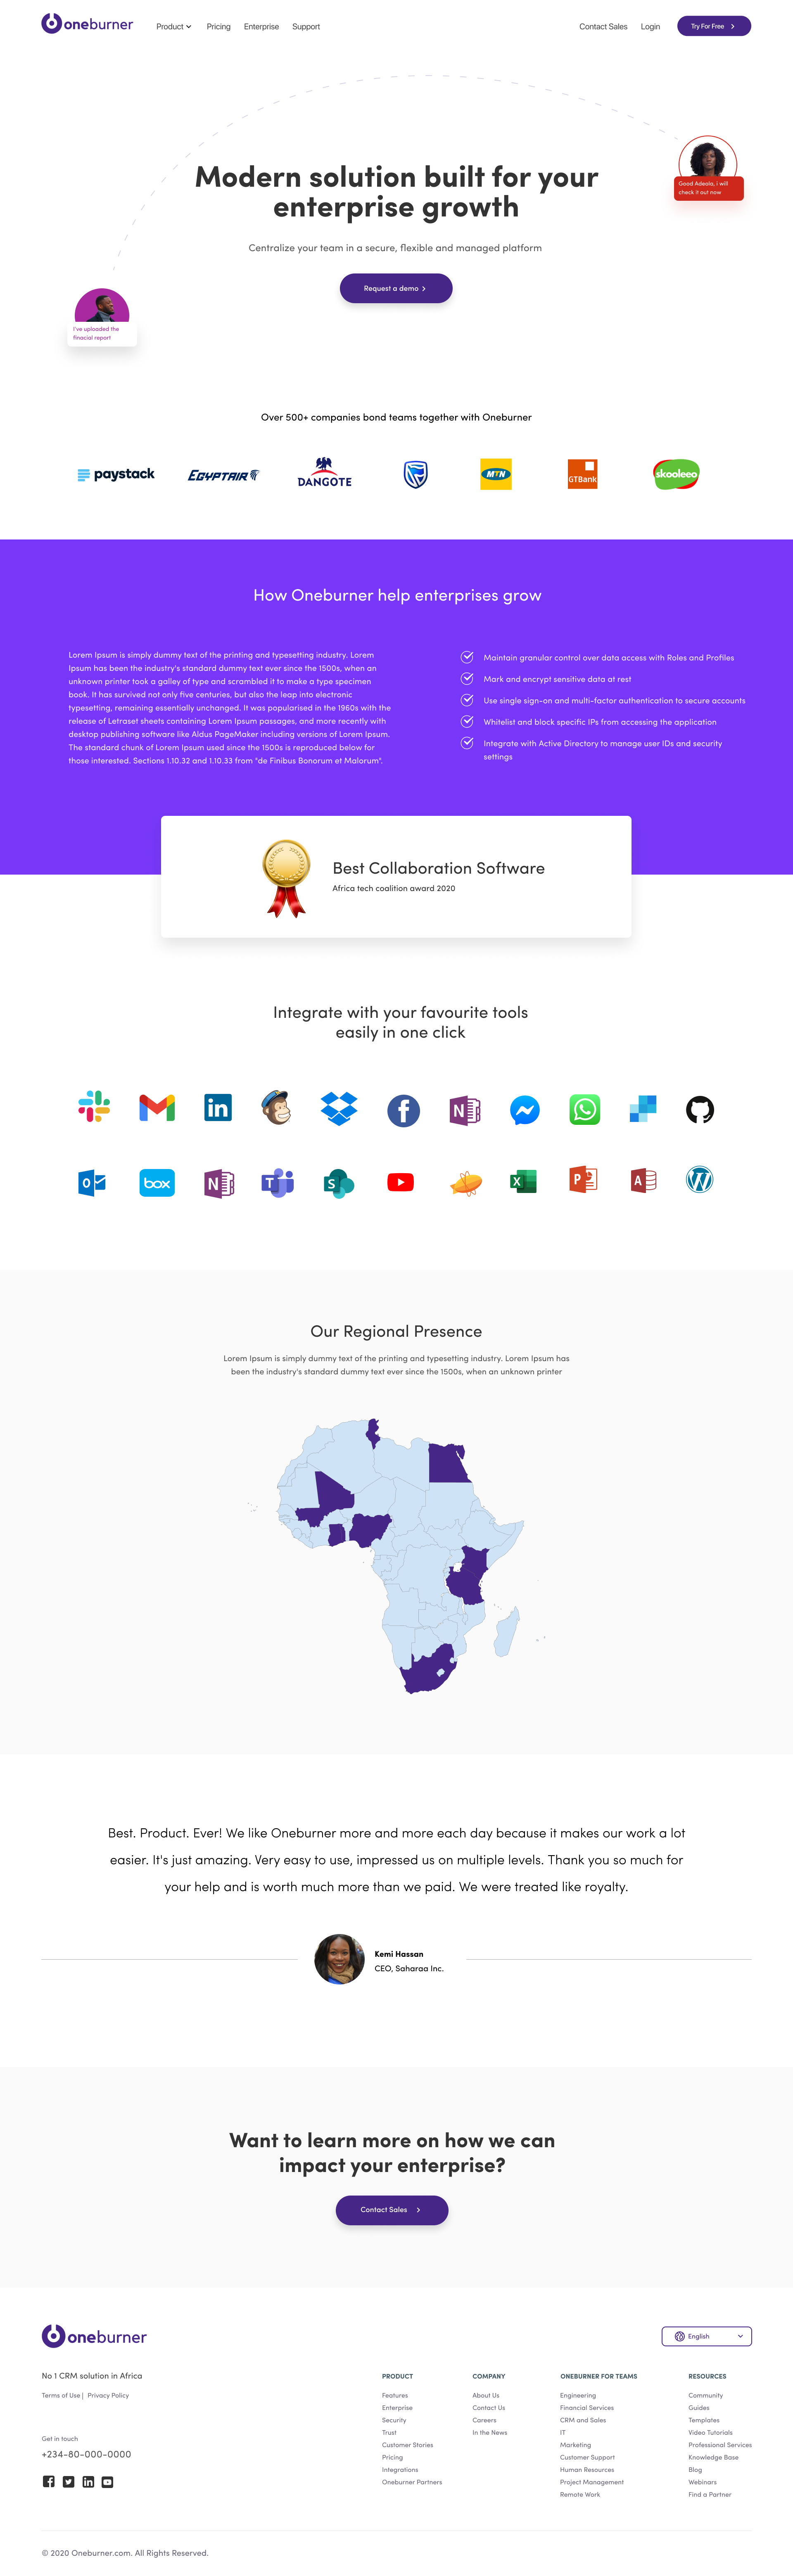 oneburner
Product
Pricing
Enterprise
Support
Contact Sales
Login
Try For Free
Modern solution built for your
enterprise growth
Good Adeola, i will
check it out now
Centralize your team in a secure, flexible and managed platform
Request a demo
I've uploaded the
finacial report
Over 500+ companies bond teams together with Oneburner
paystack
EGYPTAIR
DANGOTE
MTN
GTBank
skooleeo
How Oneburner help enterprises grow
Lorem Ipsum is simply dummy text of the printing and typesetting industry. Lorem
Ipsum has been the industry's standard dummy text ever since the 1500s, when an
unknown printer took a galley of type and scrambled it to make a type specimen
book. It has survived not only five centuries, but also the leap into electronic
typesetting, remaining essentially unchanged. It was popularised in the 1960s with the
release of Letraset sheets containing Lorem Ipsum passages, and more recently with
desktop publishing software like Aldus PageMaker including versions of Lorem Ipsum.
The standard chunk of Lorem Ipsum used since the 1500s is reproduced below for
those interested. Sections 1.10.32 and 1.10.33 from "de Finibus Bonorum et Malorum".
Maintain granular control over data access with Roles and Profiles
Mark and encrypt sensitive data at rest
Use single sign-on and multi-factor authentication to secure accounts
Whitelist and block specific IPs from accessing the application
Integrate with Active Directory to manage user IDs and security
settings
Best Collaboration Software
Africa tech coalition award 2020
Integrate with your favourite tools
easily in one click
in
f
N
O
box
N
T
S
X
P
A
W
Our Regional Presence
Lorem Ipsum is simply dummy text of the printing and typesetting industry. Lorem Ipsum has
been the industry's standard dummy text ever since the 1500s, when an unknown printer
Best. Product. Ever! We like Oneburner more and more each day because it makes our work a lot
easier. It's just amazing. Very easy to use, impressed us on multiple levels. Thank you so much for
your help and is worth much more than we paid. We were treated like royalty.
Kemi Hassan
CEO, Saharaa Inc.
Want to learn more on how we can
impact your enterprise?
Contact Sales
oneburner
English
No 1 CRM solution in Africa
Terms of Use | Privacy Policy
Get in touch
+234-80-000-0000
PRODUCT
Features
Enterprise
Security
Trust
Customer Stories
Pricing
Integrations
Oneburner Partners
COMPANY
About Us
Contact Us
Careers
In the News
ONEBURNER FOR TEAMS
Engineering
Financial Services
CRM and Sales
IT
Marketing
Customer Support
Human Resources
Project Management
Remote Work
RESOURCES
Community
Guides
Templates
Video Tutorials
Professional Services
Knowledge Base
Blog
Webinars
Find a Partner
© 2020 Oneburner.com. All Rights Reserved.